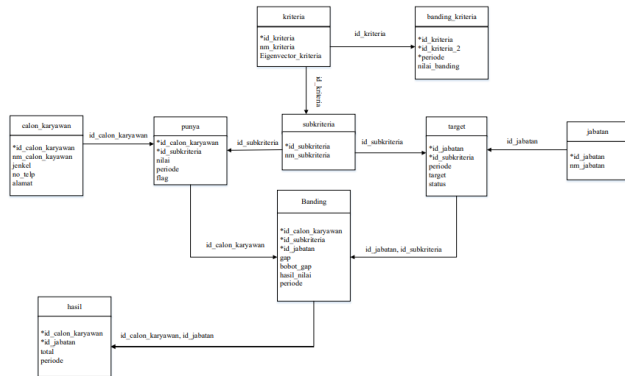 kriteria
*id_kriteria
nm_kriteria
Eigenvector_kriteria
id_kriteria
banding_kriteria
*id_kriteria
*id_kriteria_2
*periode
nilai_banding
id_kriteria
calon_karyawan
*id_calon_karyawan
nm_calon_kayawan
jenkel
no_telp
alamat
id_calon_karyawan
punya
*id_calon_karyawan
*id_subkriteria
nilai
periode
flag
id_subkriteria
subkriteria
*id_subkriteria
nm_subkriteria
id_subkriteria
target
*id_jabatan
*id_subkriteria
periode
target
status
id_jabatan
jabatan
*id_jabatan
nm_jabatan
id_calon_karyawan
Banding
*id_calon_karyawan
*id_subkriteria
*id_jabatan
gap
bobot_gap
hasil_nilai
periode
id_jabatan, id_subkriteria
hasil
*id_calon_karyawan
*id_jabatan
total
periode
id_calon_karyawan, id_jabatan